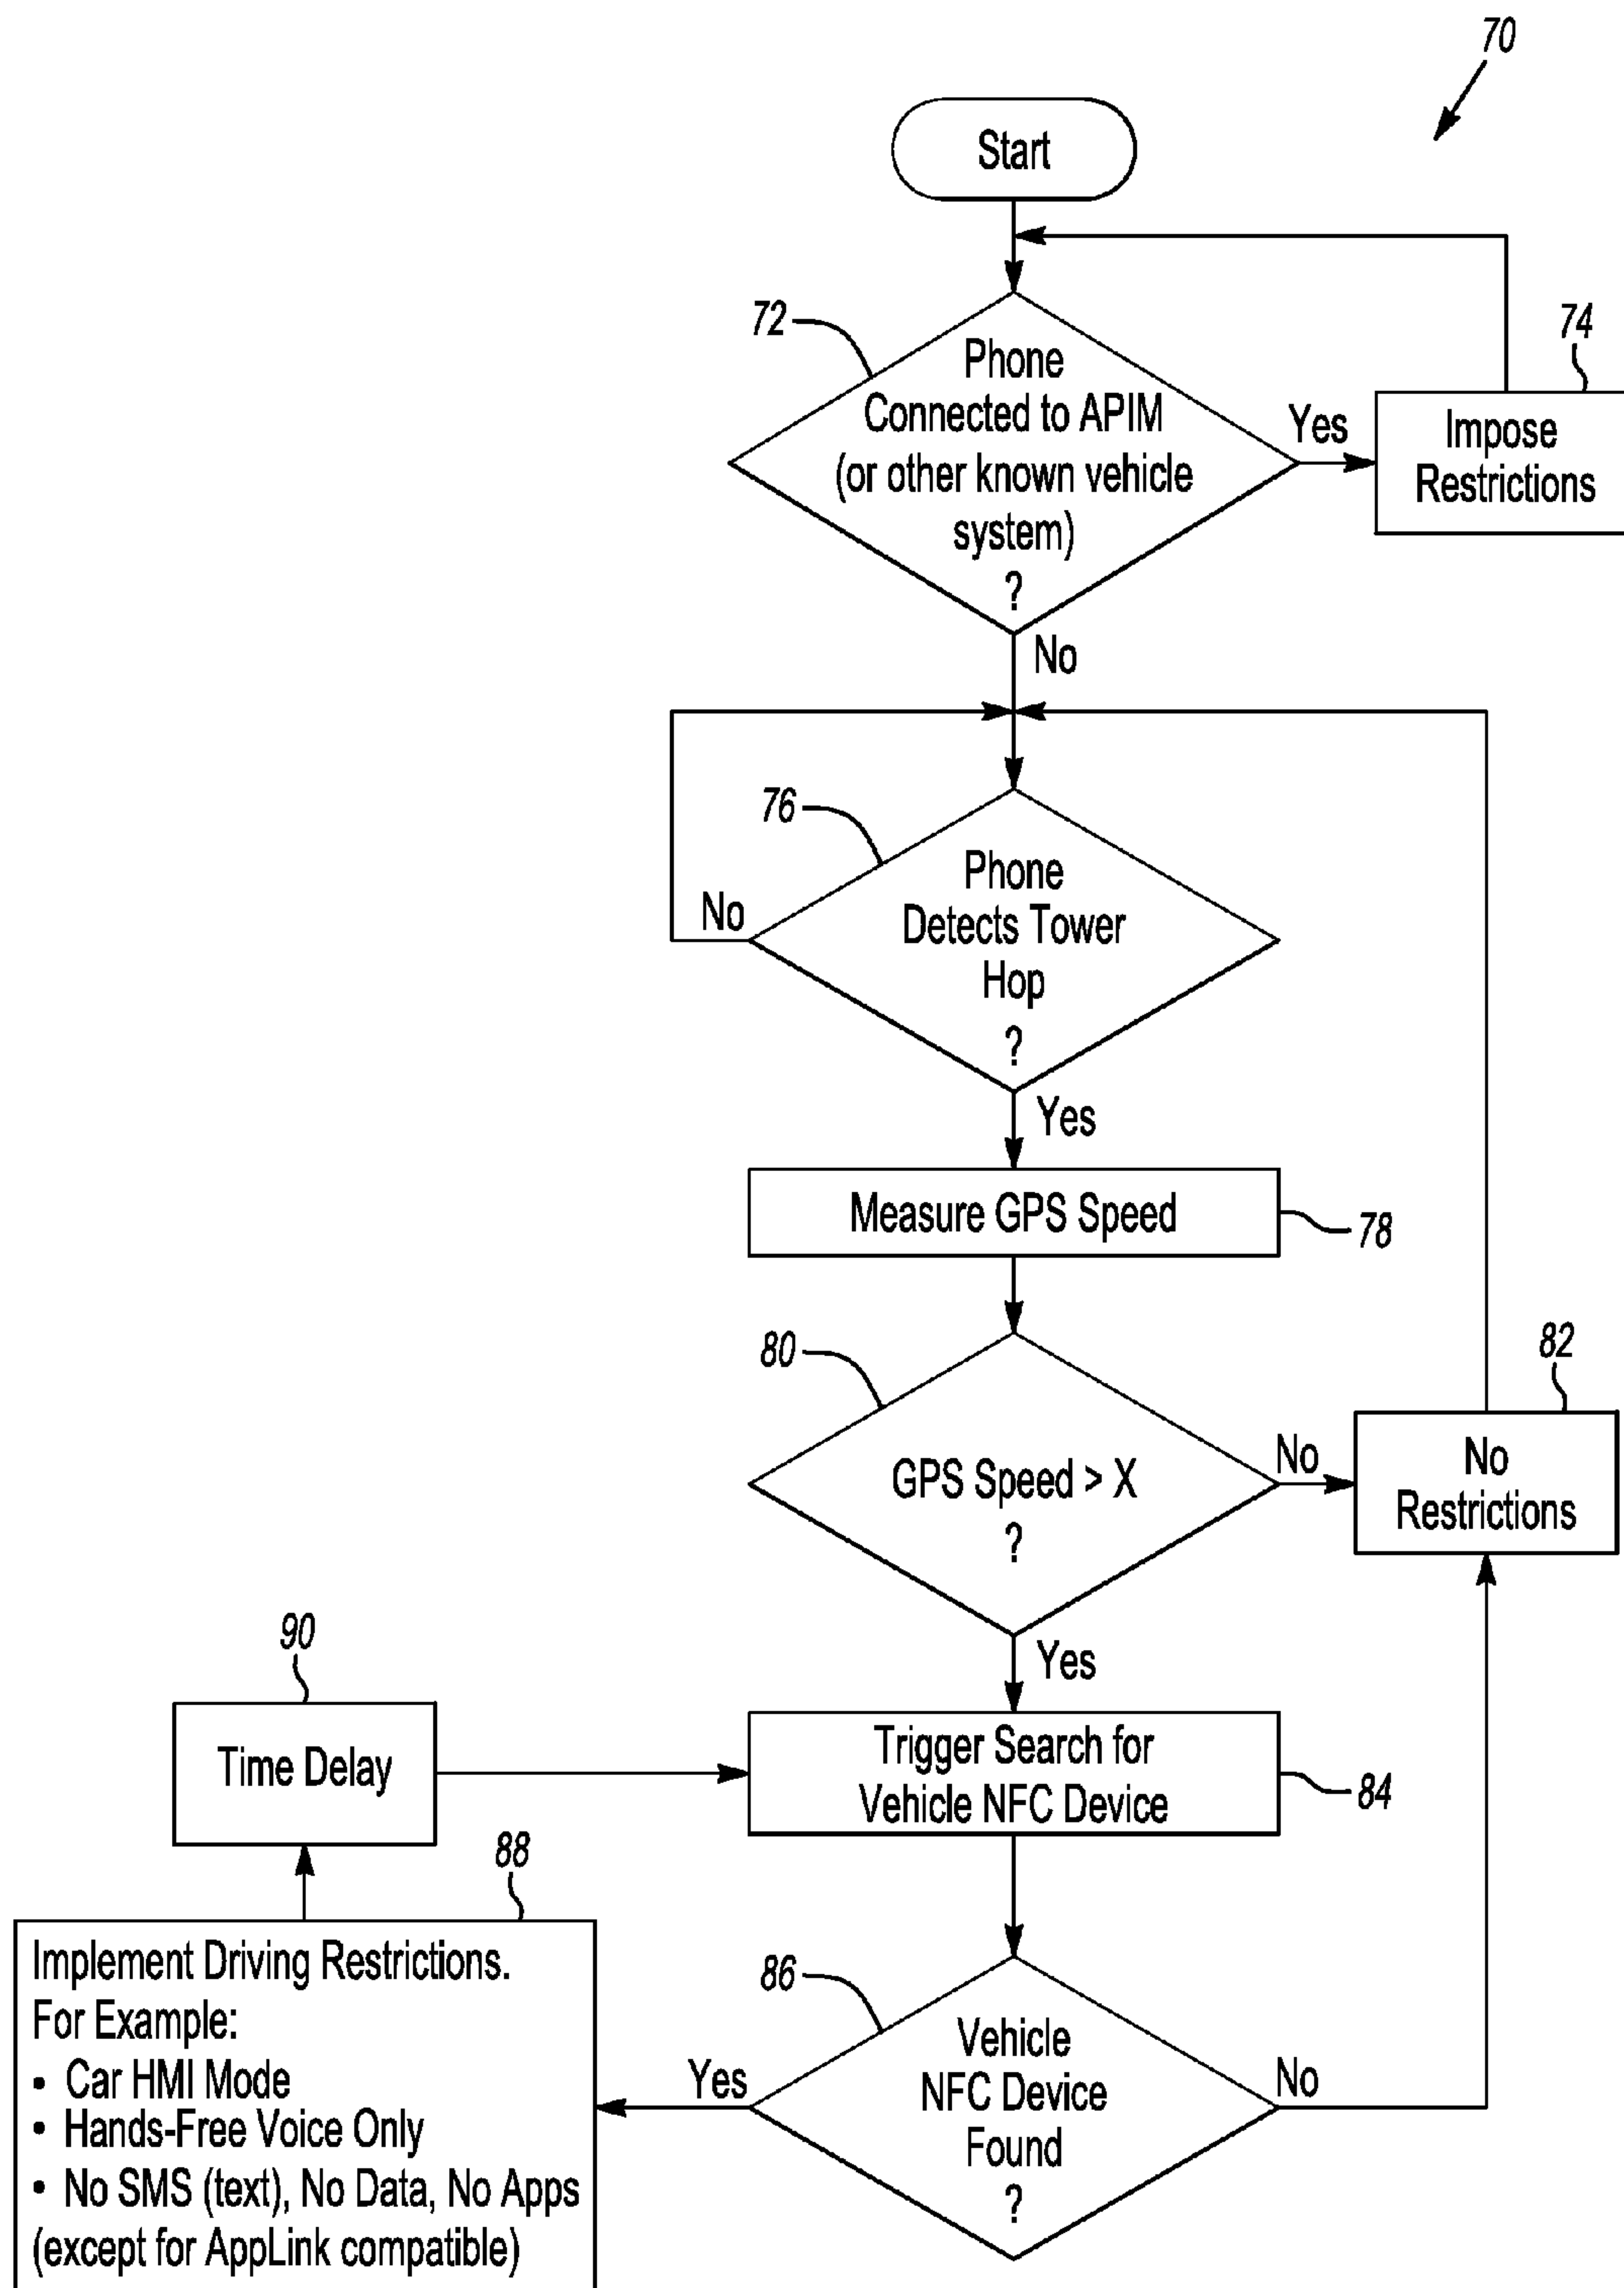 70
Start
72
Phone
Connected to APIM
(or other known vehicle
system)
?
Yes
74
Impose
Restrictions
No
76
Phone
Detects Tower
Hop
?
No
Yes
Measure GPS Speed
78
80
GPS Speed > X
?
No
82
No
Restrictions
Yes
90
Time Delay
Trigger Search for
Vehicle NFC Device
84
88
Implement Driving Restrictions.
For Example:
• Car HMI Mode
• Hands-Free Voice Only
• No SMS (text), No Data, No Apps
(except for AppLink compatible)
86
Vehicle
NFC Device
Found
?
Yes
No